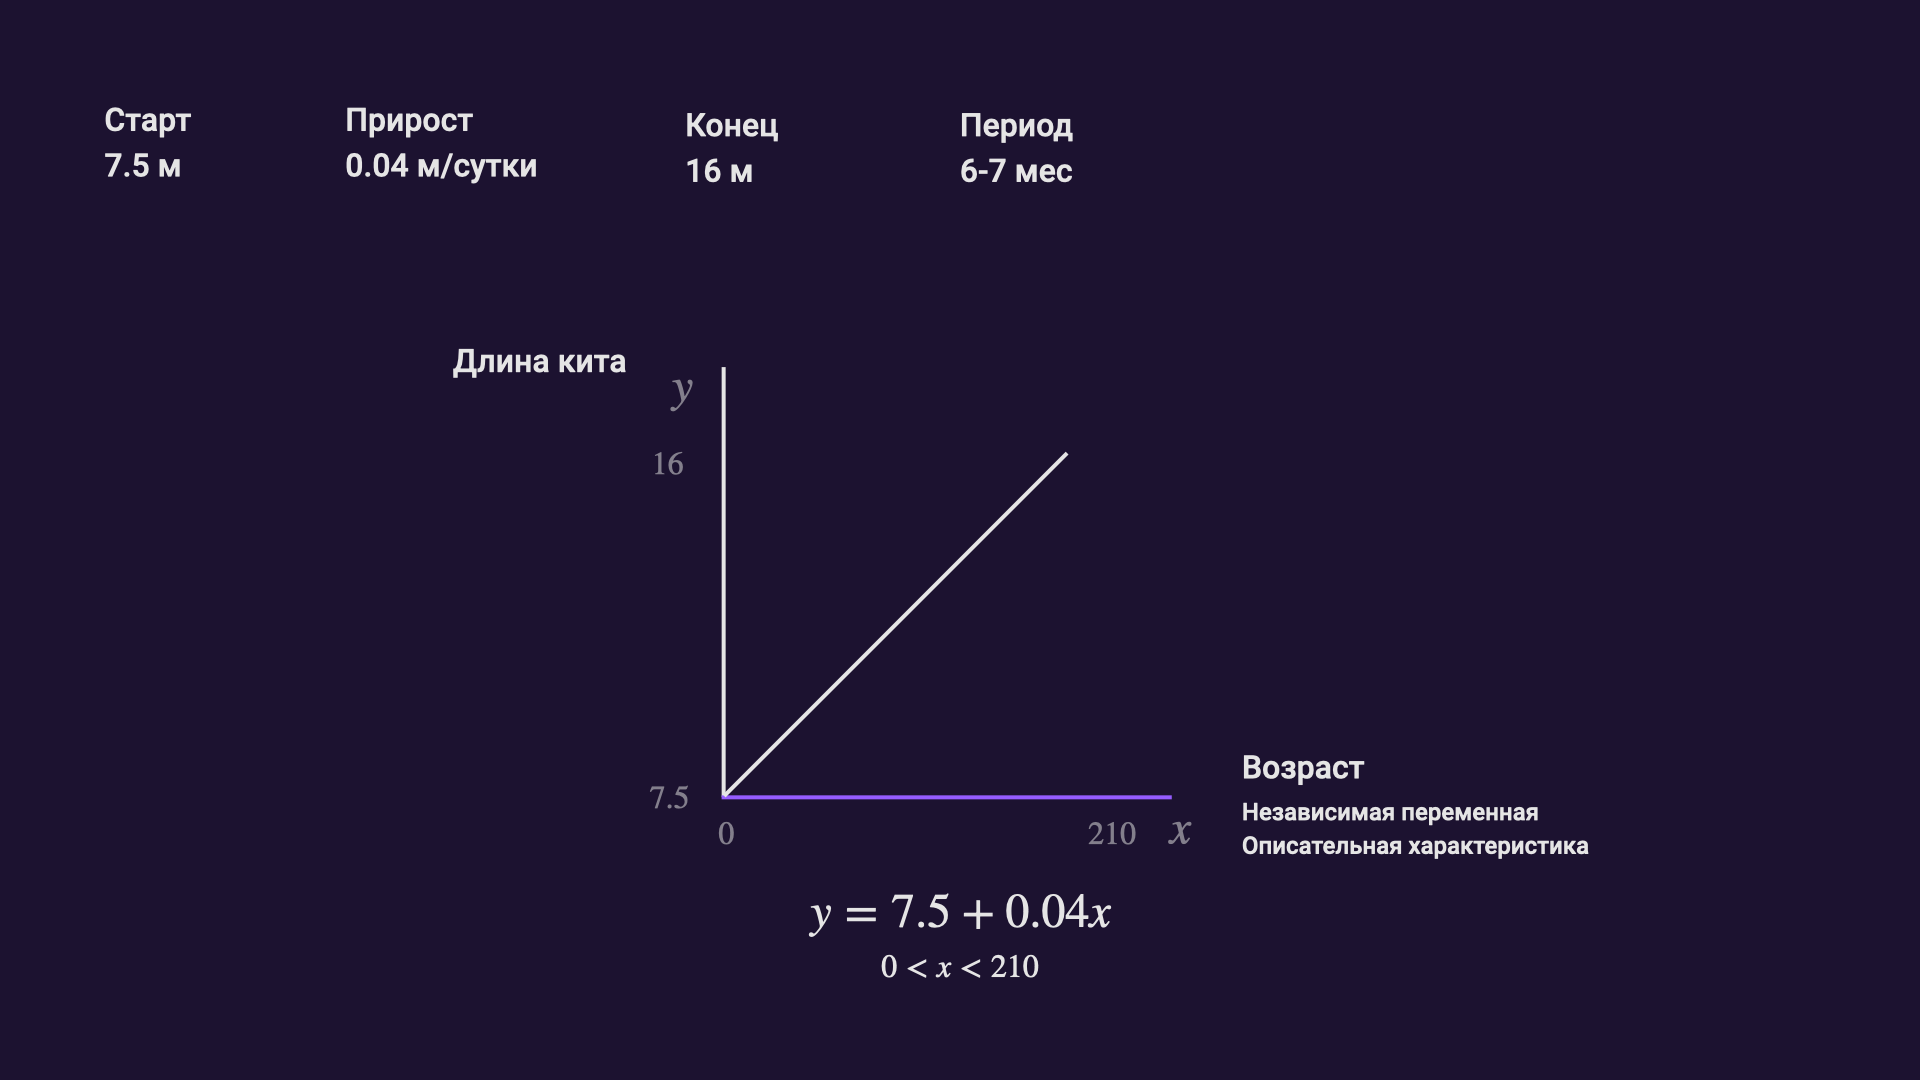 Старт
7.5 м
Прирост
0.04 м/сутки
Конец
16 м
Период
6-7 мес
Длина кита
y
16
7.5
0
210
x
Возраст
Независимая переменная
Описательная характеристика
y = 7.5 + 0.04x
0 < x < 210